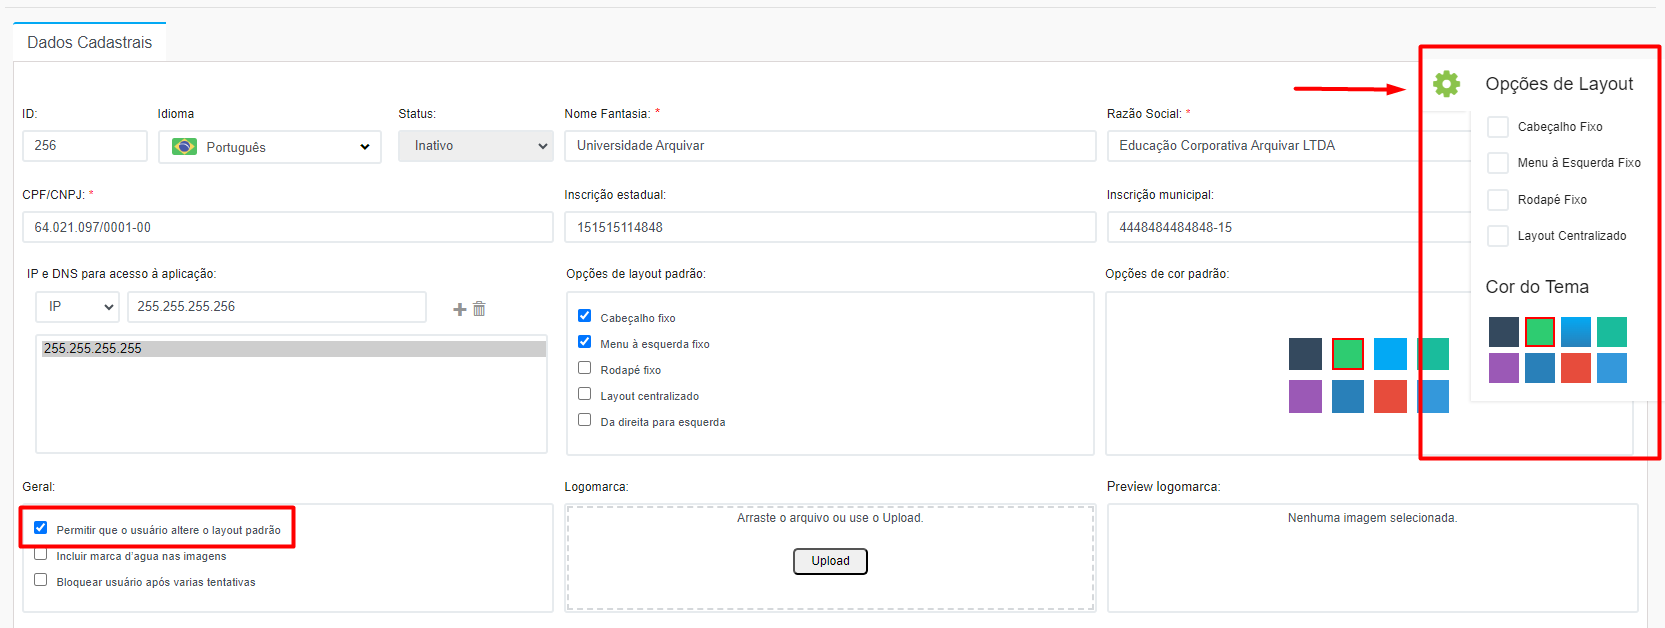 Dados Cadastrais
Opções de Layout
ID:
Idioma
Status:
Nome Fantasia: *
Razão Social: *
Cabeçalho Fixo
256
Português
Inativo
Universidade Arquivar
Educação Corporativa Arquivar LTDA
Menu à Esquerda Fixo
CPF/CNPJ: *
Inscrição estadual:
Inscrição municipal:
Rodapé Fixo
64.021.097/0001-00
151515114848
4448484484848-15
Layout Centralizado
IP e DNS para acesso à aplicação:
Opções de layout padrão:
Opções de cor padrão:
Cor do Tema
IP
255.255.255.256
Cabeçalho fixo
255.255.255.255
Menu à esquerda fixo
Rodapé fixo
Layout centralizado
Da direita para esquerda
Geral:
Logomarca:
Preview logomarca:
Permitir que o usuário altere o layout padrão
Arraste o arquivo ou use o Upload.
Nenhuma imagem selecionada.
Incluir marca d'agua nas imagens
Upload
Bloquear usuário após varias tentativas